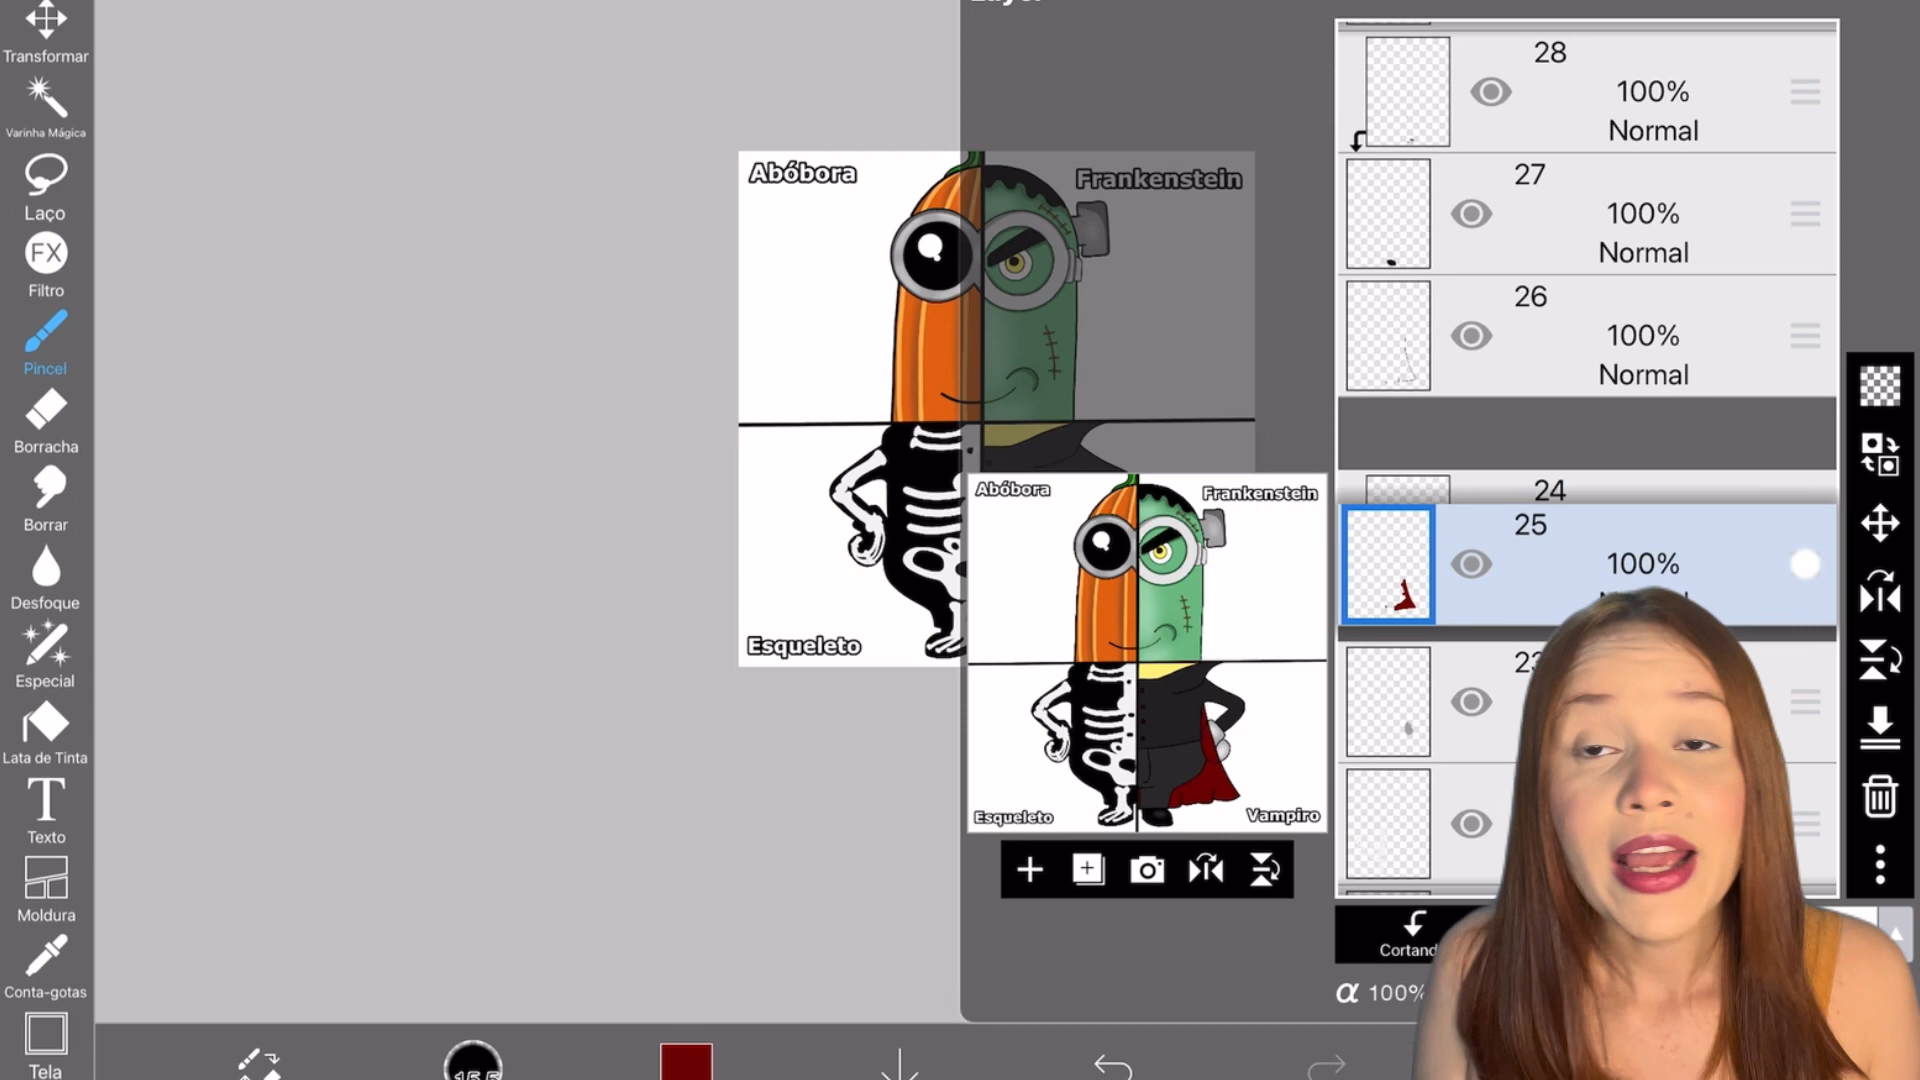 Transformar
Varinha Mágica
Laço
FX
Filtro
Pincel
Borracha
Borrar
Desfoque
Especial
Lata de Tinta
T
Texto
Moldura
Conta-gotas
Tela
Abóbora
Frankenstein
Esqueleto
Abóbora
Frankenstein
Esqueleto
Vampiro
28
100%
Normal
27
100%
Normal
26
100%
Normal
24
25
100%
α 100%
15.5